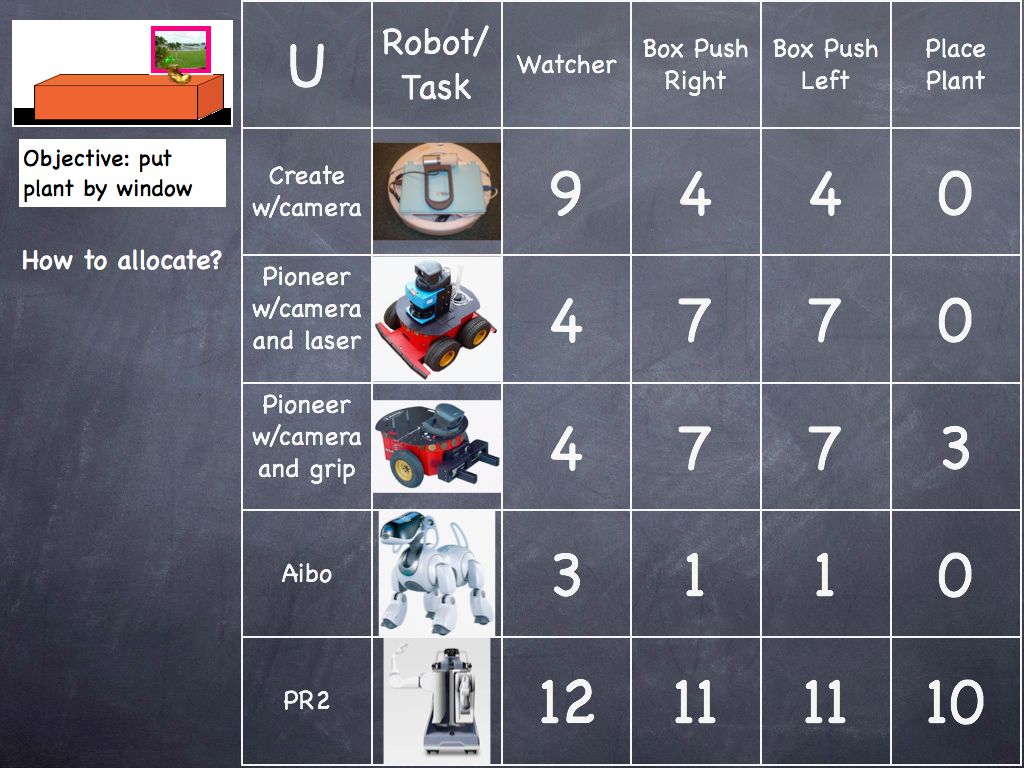 Objective: put
plant by window
How to allocate?
U
Robot/
Task
Watcher
Box Push
Right
Box Push
Left
Place
Plant
Create
w/camera
9
4
4
0
Pioneer
w/camera
and laser
4
7
7
0
Pioneer
w/camera
and grip
4
7
7
3
Aibo
3
1
1
0
PR2
12
11
11
10